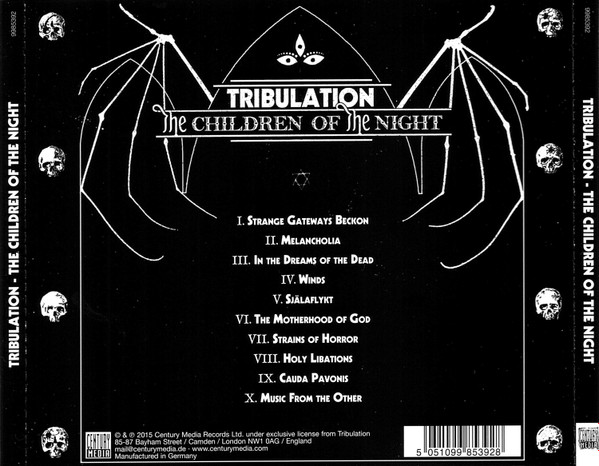 9985392
TRIBULATION - THE CHILDREN OF THE NIGHT
TRIBULATION
The CHILDREN OF The NIGHT
I. STRANGE GATEWAYS BECKON
II. MELANCHOLIA
III. IN THE DREAMS OF THE DEAD
IV. WINDS
V. SJÄLAFLYKT
VI. THE MOTHERHOOD OF GOD
VII. STRAINS OF HORROR
VIII. HOLY LIBATIONS
IX. CAUDA PAVONIS
X. MUSIC FROM THE OTHER
CENTURY
MEDIA
© & ℗ 2015 Century Media Records Ltd. under exclusive license from Tribulation
85-87 Bayham Street / Camden / London NW1 0AG / England
mail@centurymedia.de / www.centurymedia.com
Manufactured in Germany
5 051099 853928
9985392
TRIBULATION - THE CHILDREN OF THE NIGHT
CENTURY
MEDIA